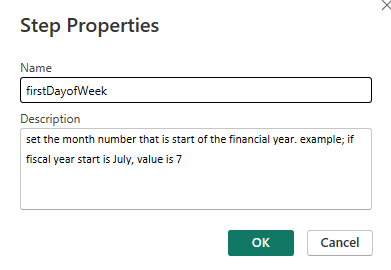 Step Properties
Name
firstDayofWeek
Description
set the month number that is start of the financial year. example; if
fiscal year start is July, value is 7
OK
Cancel